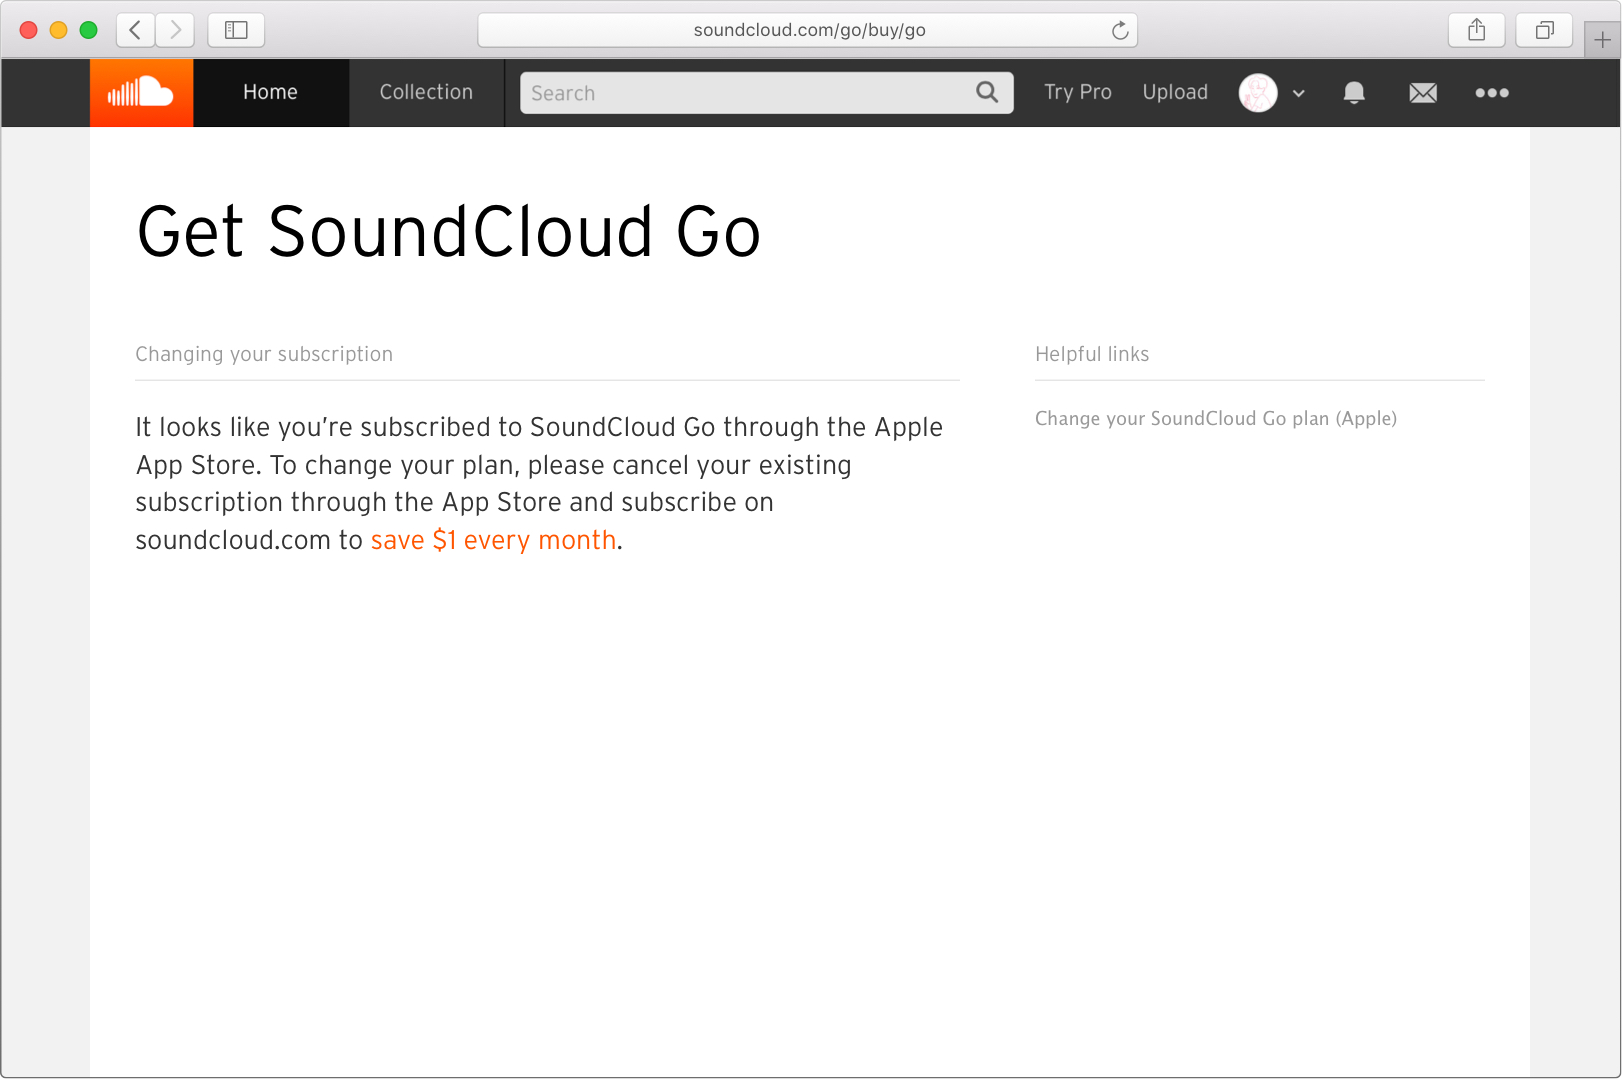 soundcloud.com/go/buy/go
Home
Collection
Search
Try Pro
Upload
Get SoundCloud Go
Changing your subscription
It looks like you’re subscribed to SoundCloud Go through the Apple
App Store. To change your plan, please cancel your existing
subscription through the App Store and subscribe on
soundcloud.com to save $1 every month.
Helpful links
Change your SoundCloud Go plan (Apple)